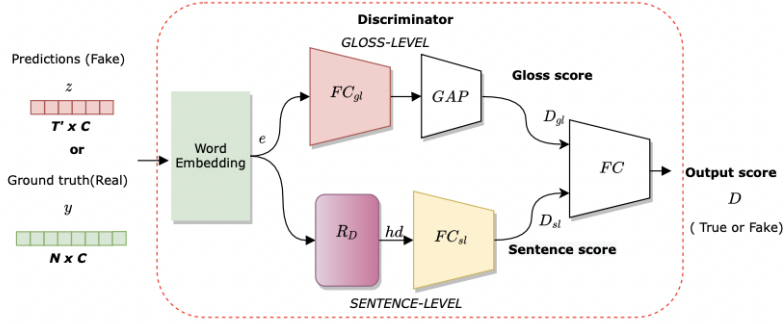 Discriminator
GLOSS-LEVEL
Predictions (Fake)
z
T' x C
or
Ground truth(Real)
y
N x C
Word
Embedding
e
FC_gl
GAP
Gloss score
D_gl
R_D
hd
FC_sl
D_sl
Sentence score
SENTENCE-LEVEL
FC
Output score
D
( True or Fake)